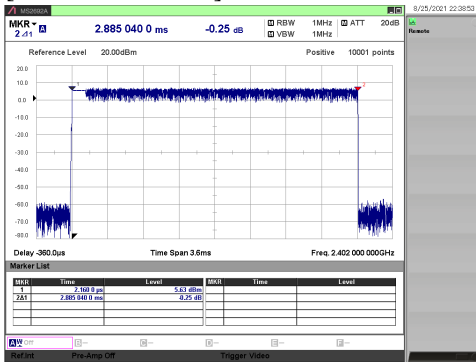 MS2692A
8/25/2021 22:38:53
MKR
2 Δ1
A
2.885 040 0 ms
-0.25 dB
RBW 1MHz
VBW 1MHz
ATT 20dB
Remote
Reference Level 20.00dBm
Positive 10001 points
20.0
10.0
0.0
-10.0
-20.0
-30.0
-40.0
-50.0
-60.0
-70.0
-80.0
-90.0
1
2
Delay -360.0µs
Time Span 3.6ms
Freq. 2.402 000 000GHz
Marker List
MKR Time Level MKR Time Level
1 2.160 0 µs 5.63 dBm
2Δ1 2.885 040 0 ms -0.25 dB
Off
Ref.Int
Pre-Amp Off
Trigger Video